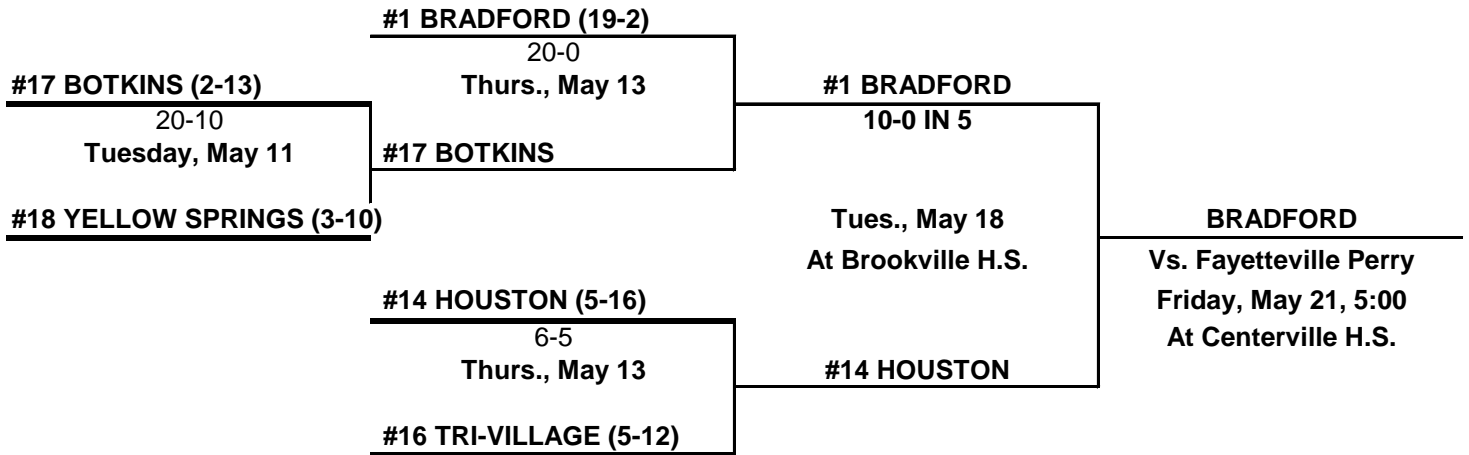 #1 BRADFORD (19-2)
20-0
Thurs., May 13
#17 BOTKINS (2-13)
20-10
Tuesday, May 11
#17 BOTKINS
#18 YELLOW SPRINGS (3-10)
#1 BRADFORD
10-0 IN 5
Tues., May 18
At Brookville H.S.
#14 HOUSTON (5-16)
6-5
Thurs., May 13
#16 TRI-VILLAGE (5-12)
#14 HOUSTON
BRADFORD
Vs. Fayetteville Perry
Friday, May 21, 5:00
At Centerville H.S.